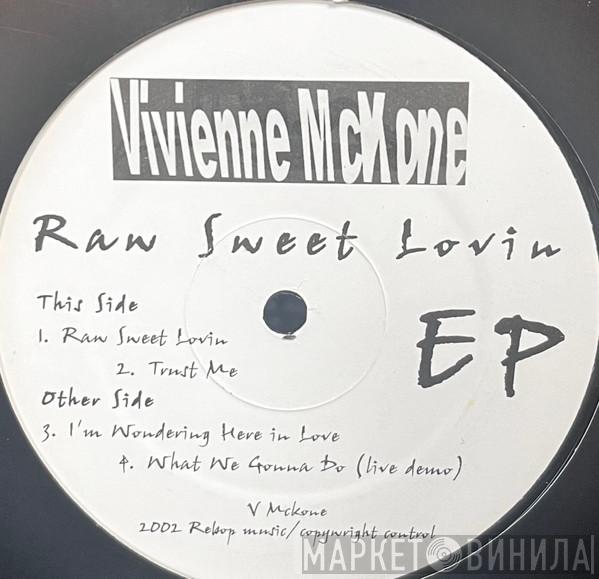 Vivienne McKone
Raw Sweet Lovin
EP
This Side
1. Raw Sweet Lovin
2. Trust Me
Other Side
3. I'm Wondering Here in Love
4. What We Gonna Do (live demo)
V Mckone
2002 Rebop music/copywright control
МАРКЕТ ВИНИЛА